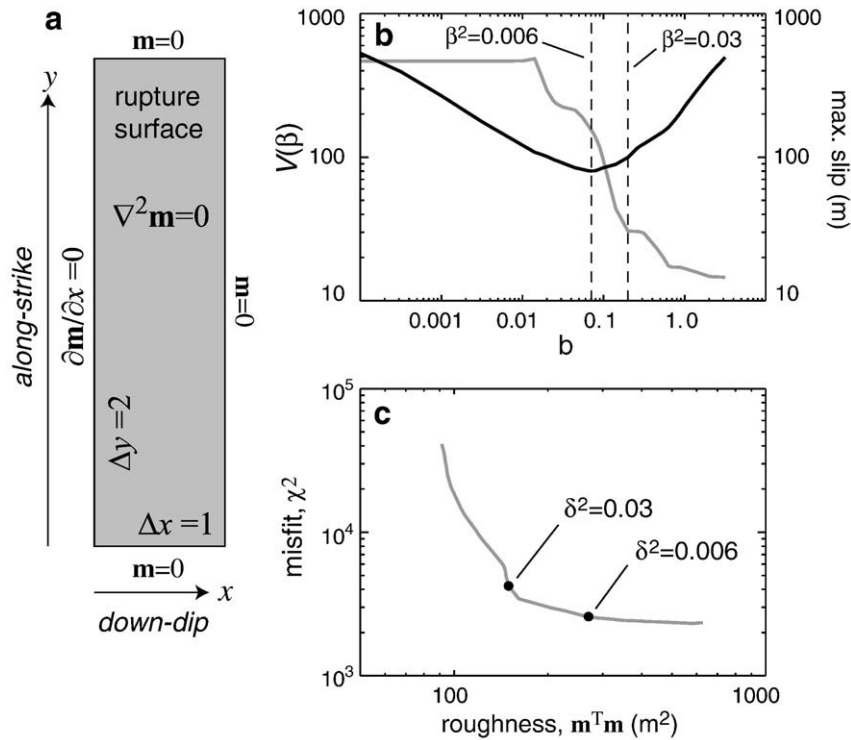 a
m=0
y
rupture
surface
∇²m=0
along-strike
∂m/∂x=0
m=0
Δy=2
Δx=1
m=0
x
down-dip
b
β²=0.006
β²=0.03
1000
100
10
V(β)
1000
100
10
max. slip (m)
0.001
0.01
0.1
1.0
b
c
10⁵
10⁴
10³
misfit, χ²
δ²=0.03
δ²=0.006
100
1000
roughness, mᵀm (m²)